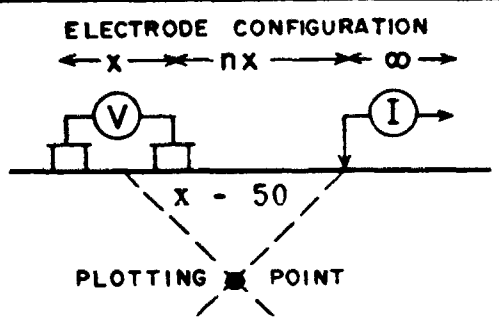 ELECTRODE CONFIGURATION
x nx ∞
V I
x - 50
PLOTTING POINT